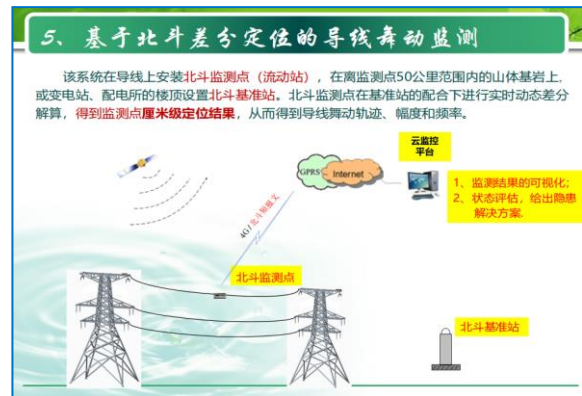 5、基于北斗差分定位的导线舞动监测
该系统在导线上安装北斗监测点（流动站），在离监测点50公里范围内的山体基岩上，
或变电站、配电所的楼顶设置北斗基准站。北斗监测点在基准站的配合下进行实时动态差分
解算，得到监测点厘米级定位结果，从而得到导线舞动轨迹、幅度和频率。
云监控
平台
GPRS
Internet
1、监测结果的可视化；
2、状态评估，给出隐患
解决方案.
4G / 北斗短报文
北斗监测点
北斗基准站